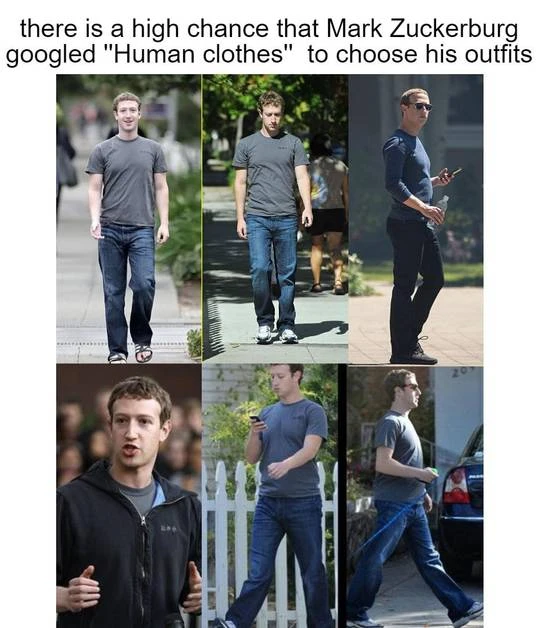 there is a high chance that Mark Zuckerburg
googled "Human clothes"  to choose his outfits